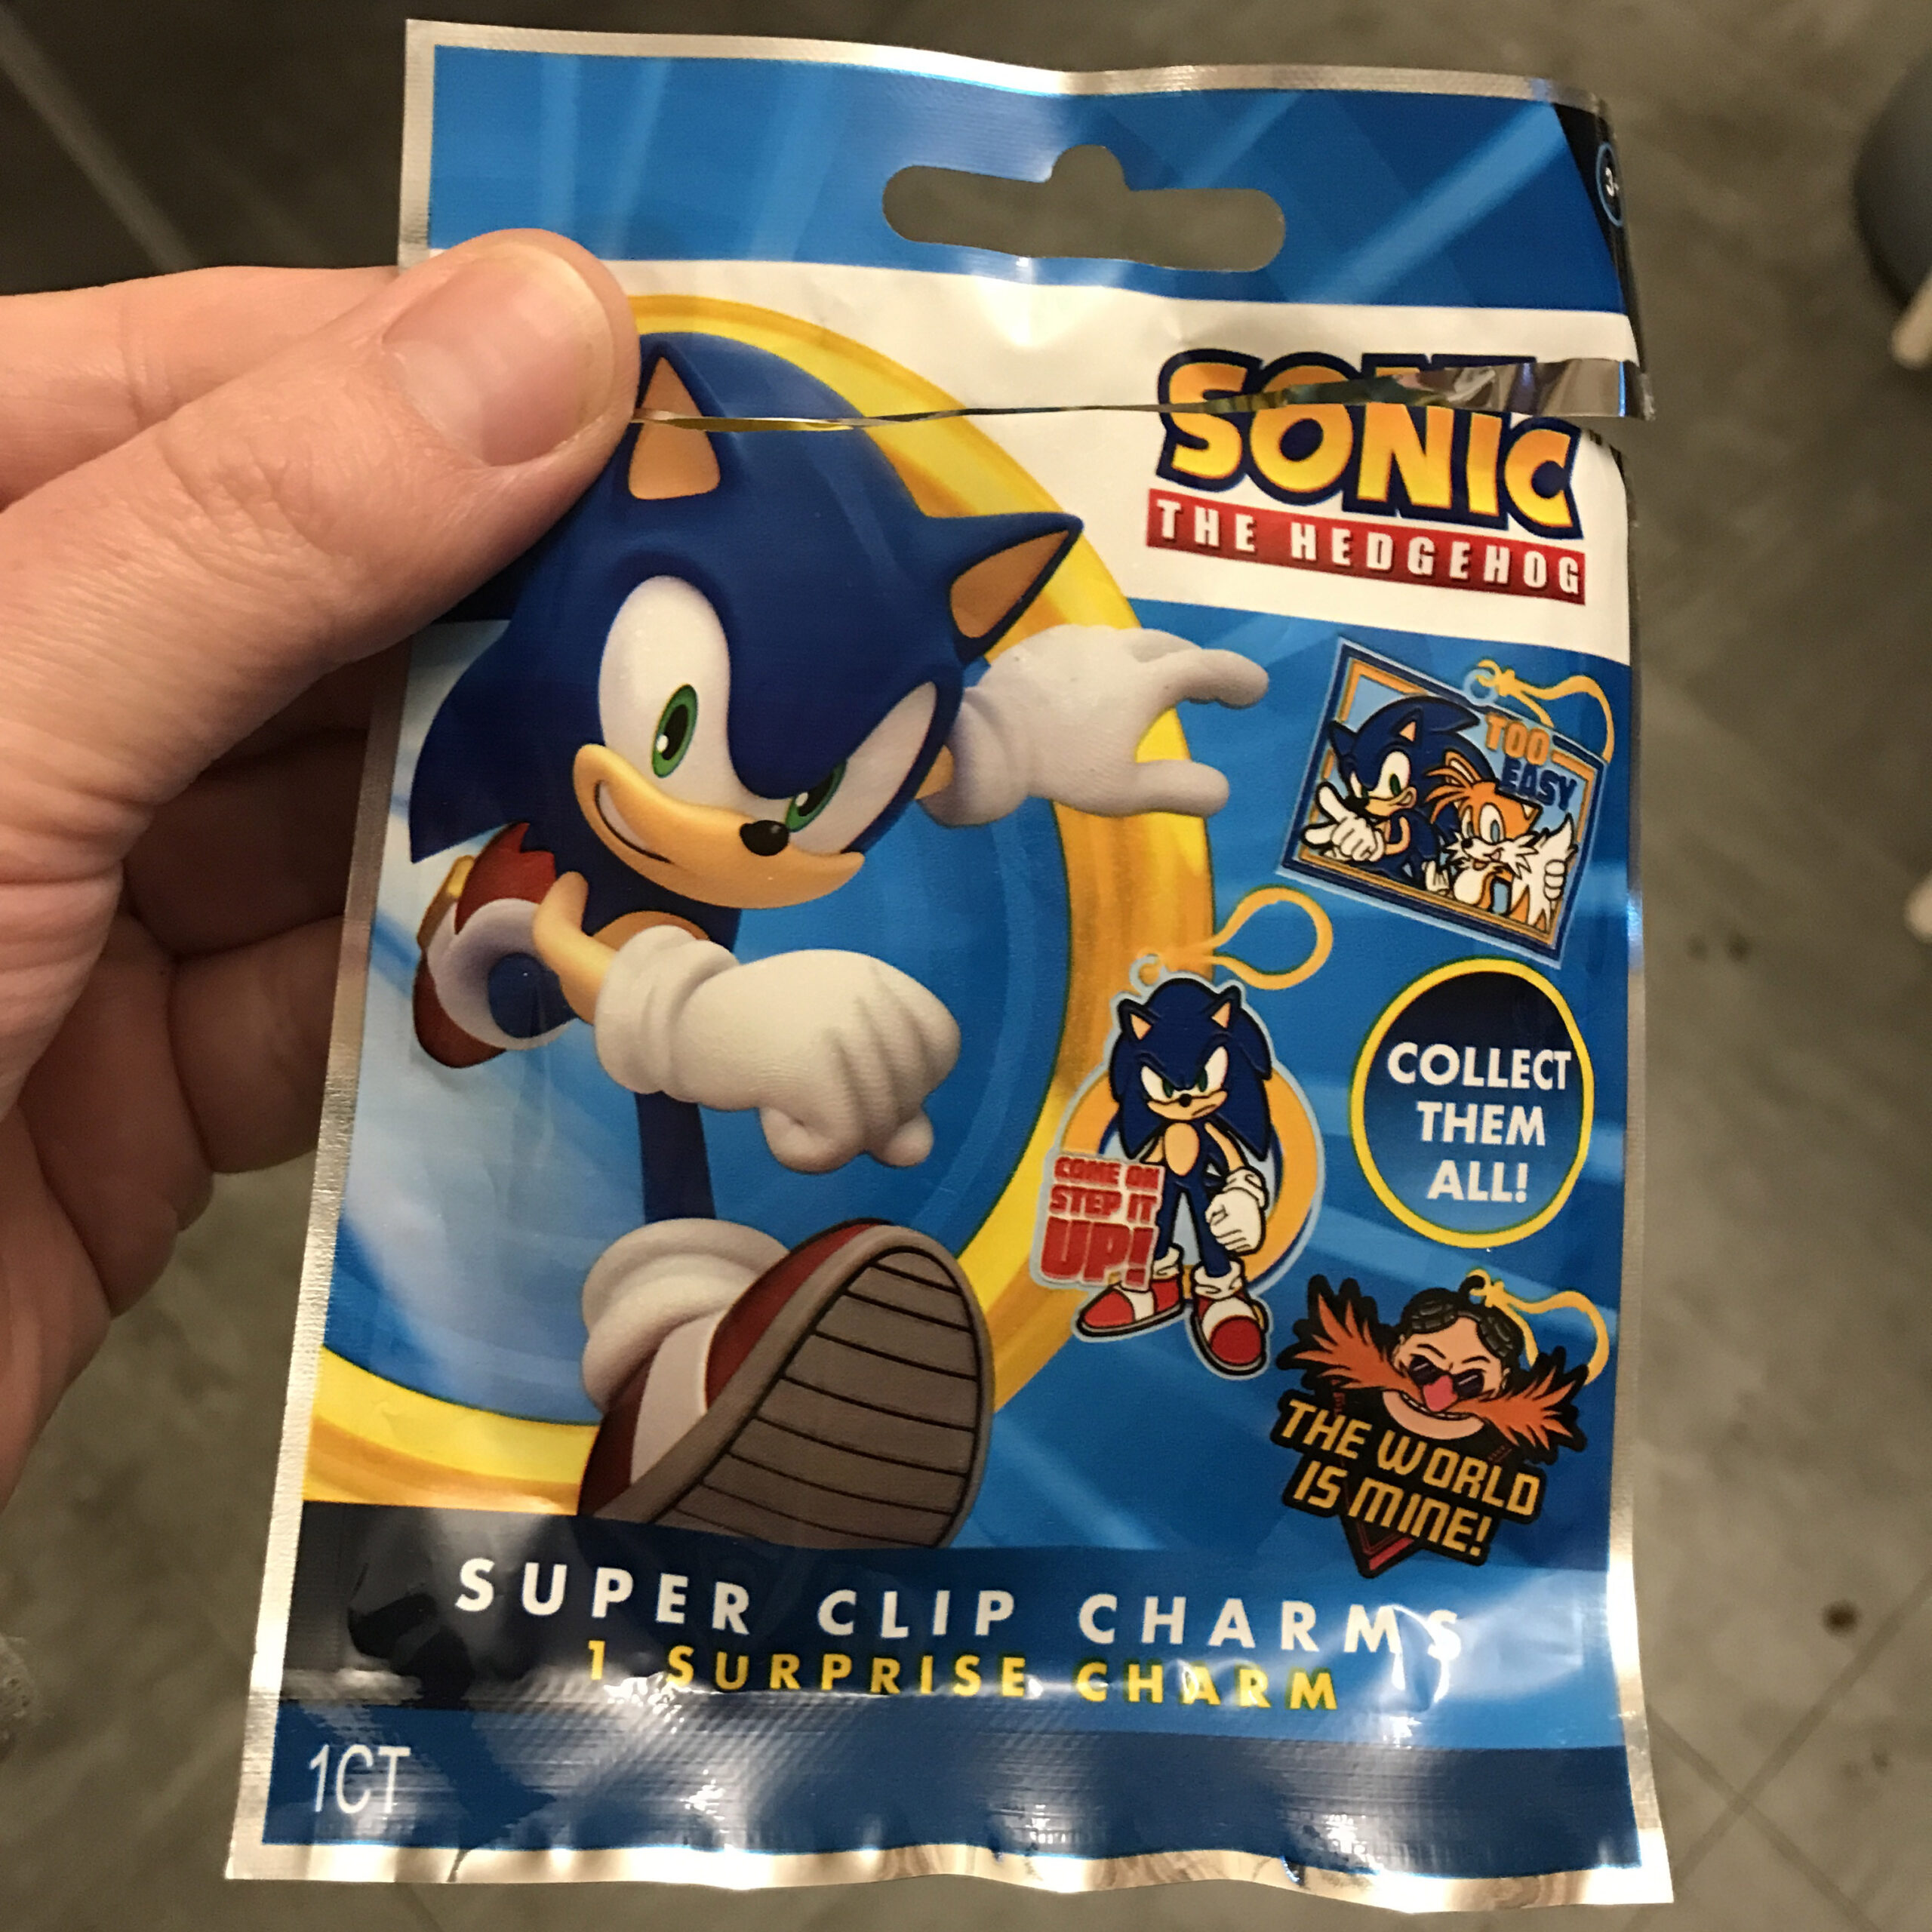 SONIC
THE HEDGEHOG
TOO
EASY
COLLECT
THEM
ALL!
COME ON
STEP IT
UP!
THE WORLD
IS MINE!
SUPER CLIP CHARMS
1 SURPRISE CHARM
1CT